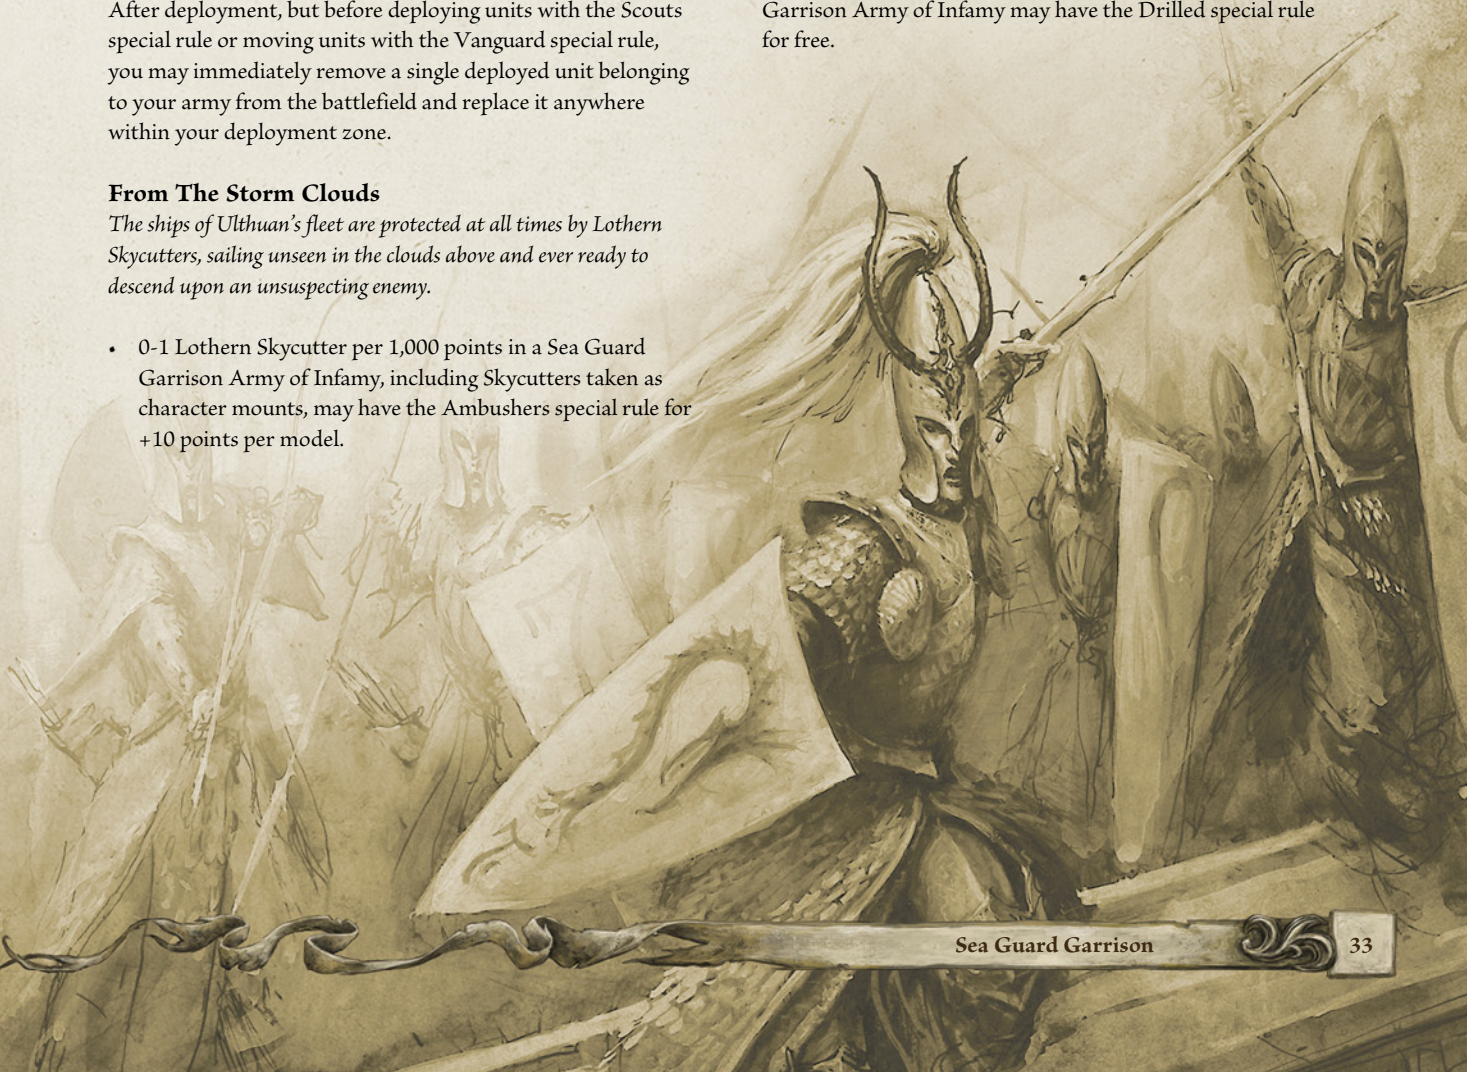 After deployment, but before deploying units with the Scouts
special rule or moving units with the Vanguard special rule,
you may immediately remove a single deployed unit belonging
to your army from the battlefield and replace it anywhere
within your deployment zone.
From The Storm Clouds
The ships of Ulthuan's fleet are protected at all times by Lothern
Skycutters, sailing unseen in the clouds above and ever ready to
descend upon an unsuspecting enemy.
• 0-1 Lothern Skycutter per 1,000 points in a Sea Guard
Garrison Army of Infamy, including Skycutters taken as
character mounts, may have the Ambushers special rule for
+10 points per model.
Garrison Army of Infamy may have the Drilled special rule
for free.
Sea Guard Garrison
33